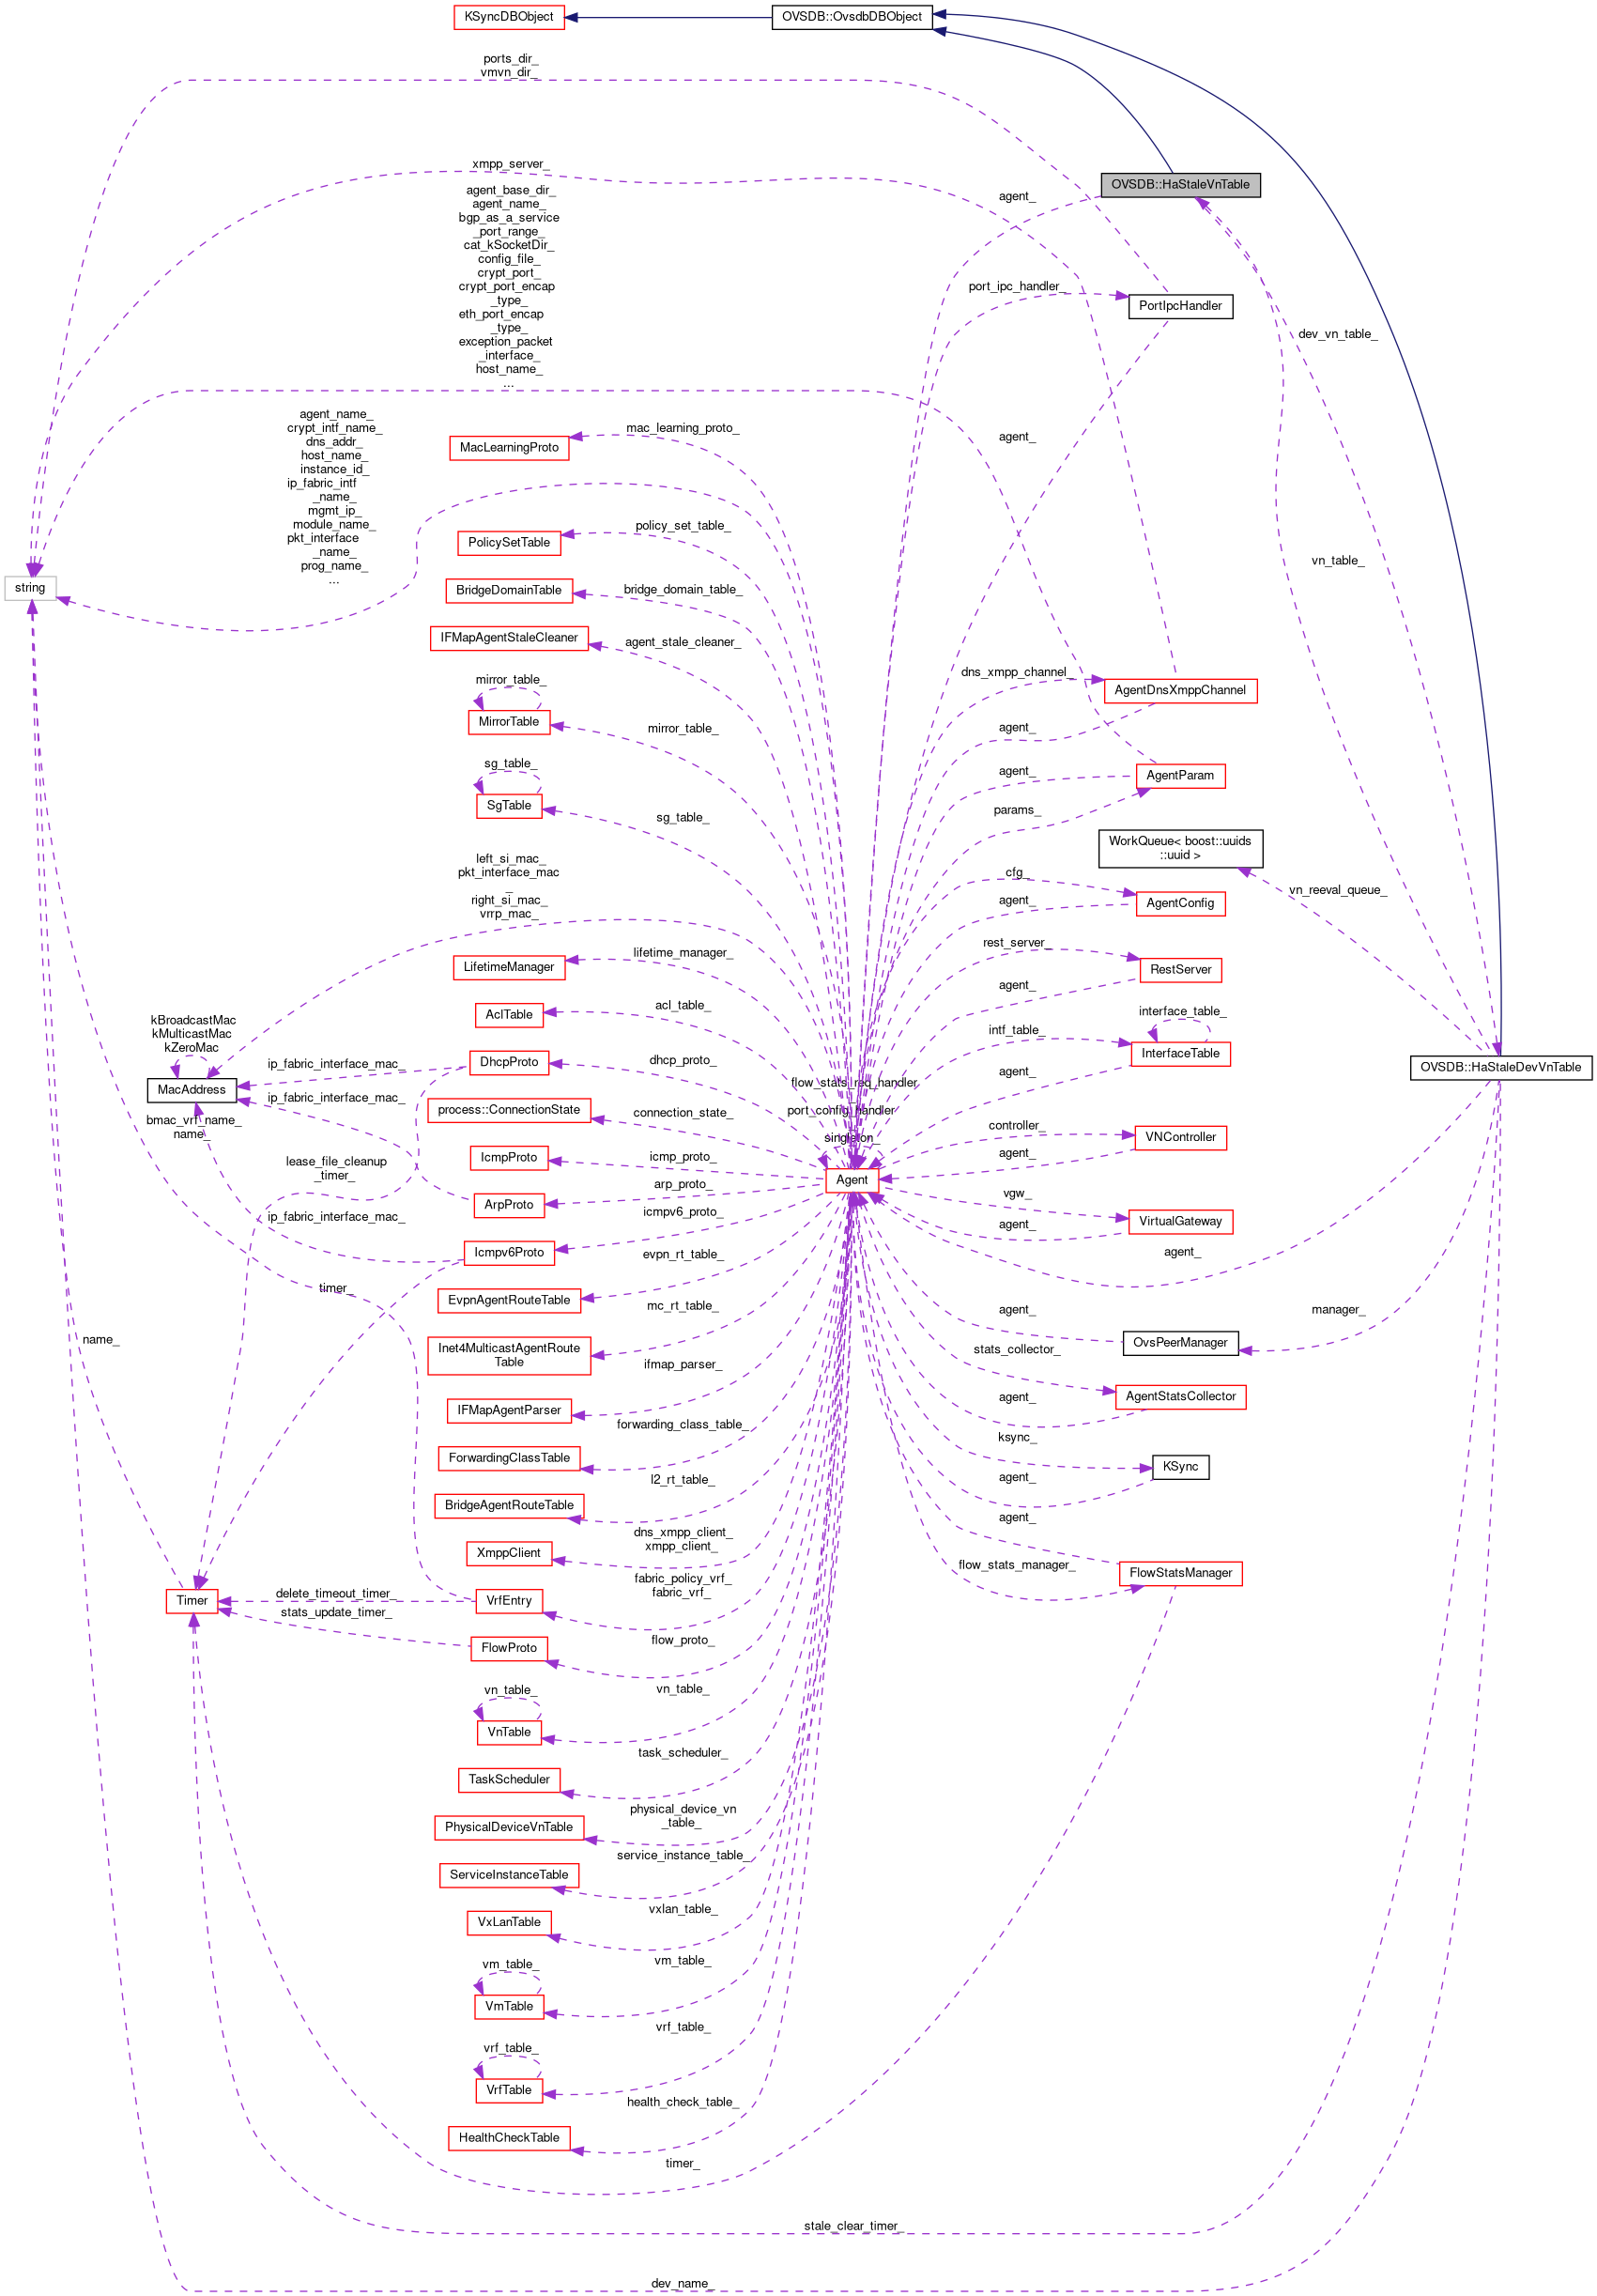 KSyncDBObject
OVSDB::OvsdbDBObject
ports_dir_
vmvn_dir_
xmpp_server_
agent_
OVSDB::HaStaleVnTable
agent_base_dir_
agent_name_
bgp_as_a_service
_port_range_
cat_kSocketDir_
config_file_
crypt_port_
crypt_port_encap
_type_
eth_port_encap
_type_
exception_packet
_interface_
host_name_
...
port_ipc_handler_
PortIpcHandler
dev_vn_table_
agent_name_
crypt_intf_name_
dns_addr_
host_name_
instance_id_
ip_fabric_intf
_name_
mgmt_ip_
module_name_
pkt_interface
_name_
prog_name_
...
MacLearningProto
mac_learning_proto_
agent_
PolicySetTable
policy_set_table_
vn_table_
string
BridgeDomainTable
bridge_domain_table_
IFMapAgentStaleCleaner
agent_stale_cleaner_
dns_xmpp_channel_
AgentDnsXmppChannel
mirror_table_
MirrorTable
mirror_table_
agent_
sg_table_
SgTable
sg_table_
agent_
AgentParam
params_
WorkQueue< boost::uuids
::uuid >
left_si_mac_
pkt_interface_mac
_
right_si_mac_
vrrp_mac_
cfg_
agent_
AgentConfig
vn_reeval_queue_
LifetimeManager
lifetime_manager_
rest_server_
RestServer
agent_
AclTable
acl_table_
intf_table_
interface_table_
InterfaceTable
kBroadcastMac
kMulticastMac
kZeroMac
MacAddress
ip_fabric_interface_mac_
DhcpProto
dhcp_proto_
agent_
OVSDB::HaStaleDevVnTable
ip_fabric_interface_mac_
process::ConnectionState
connection_state_
flow_stats_req_handler
port_config_handler
singleton_
controller_
VNController
bmac_vrf_name_
name_
lease_file_cleanup
_timer_
IcmpProto
icmp_proto_
Agent
agent_
ArpProto
arp_proto_
vgw_
VirtualGateway
ip_fabric_interface_mac_
Icmpv6Proto
icmpv6_proto_
agent_
agent_
timer_
EvpnAgentRouteTable
evpn_rt_table_
agent_
manager_
name_
Inet4MulticastAgentRoute
Table
mc_rt_table_
OvsPeerManager
stats_collector_
IFMapAgentParser
ifmap_parser_
AgentStatsCollector
agent_
ForwardingClassTable
forwarding_class_table_
ksync_
KSync
BridgeAgentRouteTable
l2_rt_table_
agent_
agent_
XmppClient
dns_xmpp_client_
xmpp_client_
flow_stats_manager_
FlowStatsManager
Timer
delete_timeout_timer_
VrfEntry
fabric_policy_vrf_
fabric_vrf_
stats_update_timer_
FlowProto
flow_proto_
vn_table_
VnTable
vn_table_
TaskScheduler
task_scheduler_
PhysicalDeviceVnTable
physical_device_vn
_table_
ServiceInstanceTable
service_instance_table_
VxLanTable
vxlan_table_
vm_table_
VmTable
vm_table_
vrf_table_
VrfTable
vrf_table_
HealthCheckTable
health_check_table_
timer_
stale_clear_timer_
dev_name_